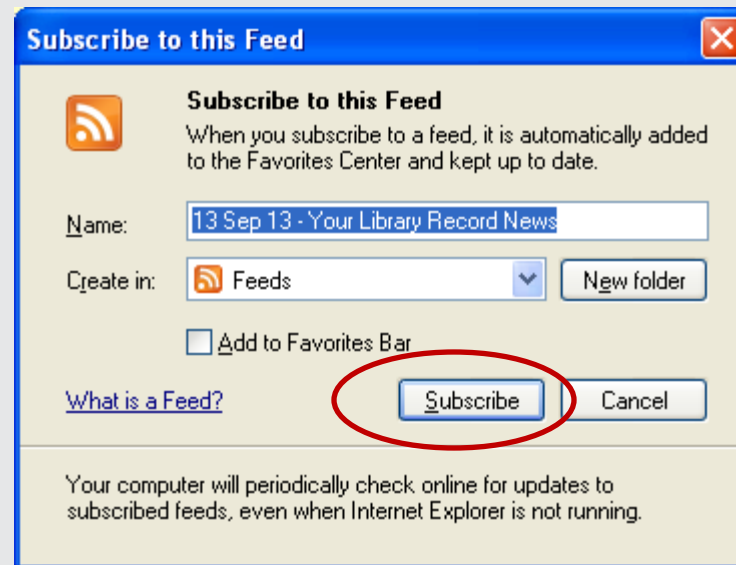 Subscribe to this Feed
Subscribe to this Feed
When you subscribe to a feed, it is automatically added
to the Favorites Center and kept up to date.
Name: 13 Sep 13 - Your Library Record News
Create in: Feeds New folder
Add to Favorites Bar
What is a Feed? Subscribe Cancel
Your computer will periodically check online for updates to
subscribed feeds, even when Internet Explorer is not running.